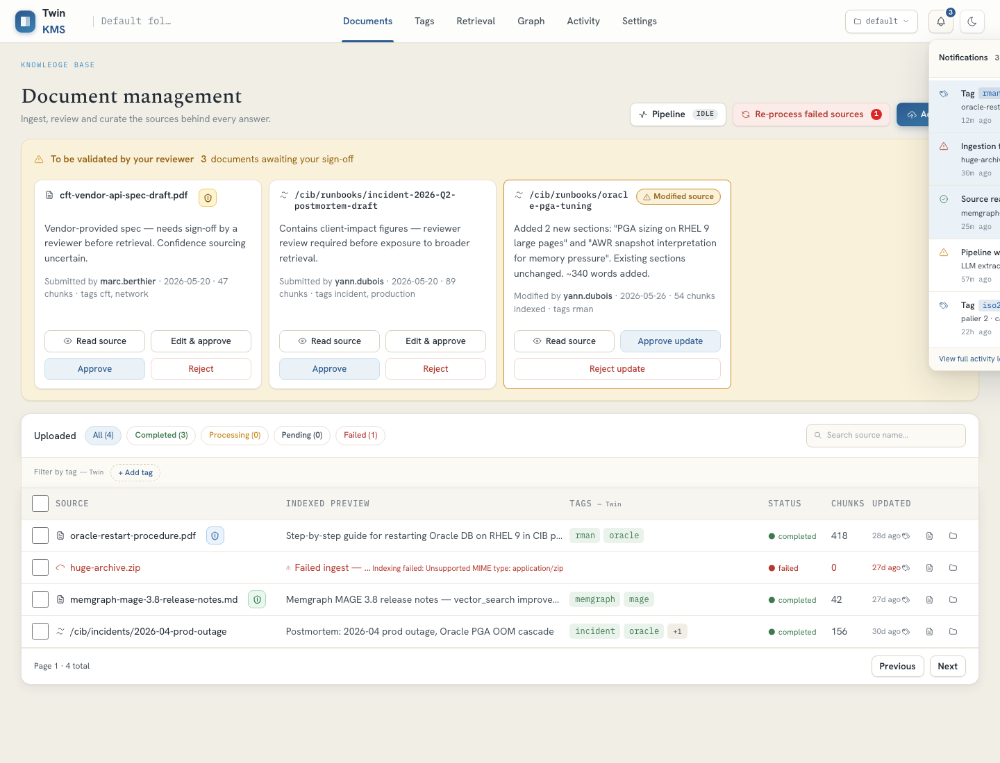 Twin
KMS
Default fol…
Documents
Tags
Retrieval
Graph
Activity
Settings
default
3
KNOWLEDGE BASE
Document management
Ingest, review and curate the sources behind every answer.
Pipeline IDLE
Re-process failed sources 1
Notifications
Tag
oracle-rest
12m ago
30m ago
25m ago
57m ago
palier 2 ·
22h ago
View full activity
To be validated by your reviewer 3 documents awaiting your sign-off
cft-vendor-api-spec-draft.pdf
Vendor-provided spec — needs sign-off by a
reviewer before retrieval. Confidence sourcing
uncertain.
Submitted by marc.berthier · 2026-05-20 · 47
chunks · tags cft, network
Read source
Edit & approve
Approve
Reject
/cib/runbooks/incident-2026-Q2-
postmortem-draft
Contains client-impact figures — reviewer
review required before exposure to broader
retrieval.
Submitted by yann.dubois · 2026-05-20 · 89
chunks · tags incident, production
Read source
Edit & approve
Approve
Reject
/cib/runbooks/oracl
e-pga-tuning
Modified source
Added 2 new sections: "PGA sizing on RHEL 9
large pages" and "AWR snapshot interpretation
for memory pressure". Existing sections
unchanged. ~340 words added.
Modified by yann.dubois · 2026-05-26 · 54 chunks
indexed · tags rman
Read source
Approve update
Reject update
Uploaded
All (4)
Completed (3)
Processing (0)
Pending (0)
Failed (1)
Search source name…
Filter by tag — Twin
+ Add tag
SOURCE INDEXED PREVIEW TAGS — Twin STATUS CHUNKS UPDATED
oracle-restart-procedure.pdf Step-by-step guide for restarting Oracle DB on RHEL 9 in CIB p… rman oracle completed 418 28d ago
huge-archive.zip Failed ingest — … Indexing failed: Unsupported MIME type: application/zip failed 0 27d ago
memgraph-mage-3.8-release-notes.md Memgraph MAGE 3.8 release notes — vector_search improve… memgraph mage completed 42 27d ago
/cib/incidents/2026-04-prod-outage Postmortem: 2026-04 prod outage, Oracle PGA OOM cascade incident oracle +1 completed 156 30d ago
Page 1 · 4 total
Previous
Next